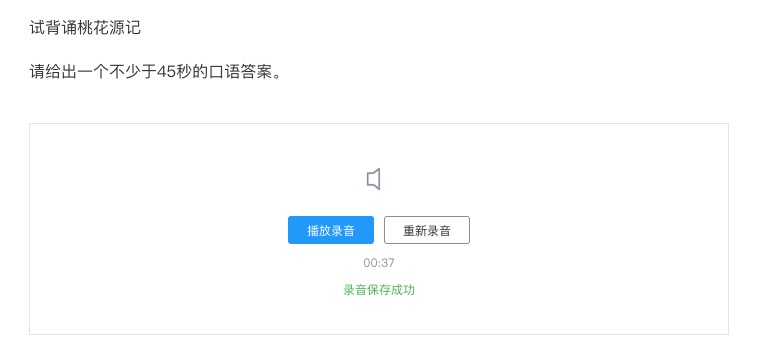 试背诵桃花源记
请给出一个不少于45秒的口语答案。
播放录音 重新录音
00:37
录音保存成功